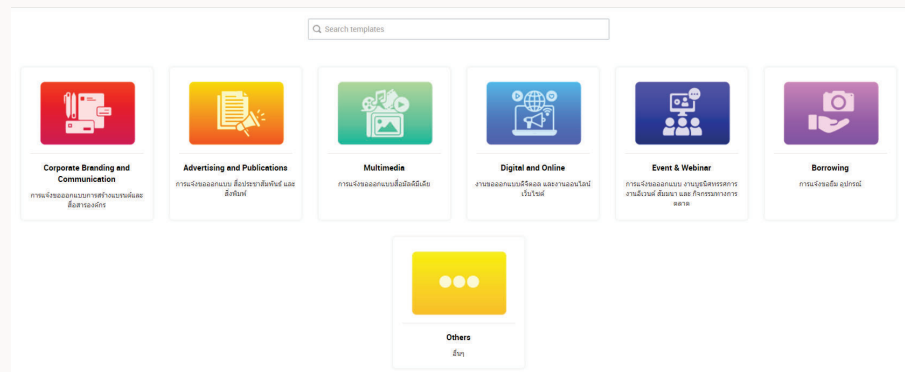 Search templates
Corporate Branding and
Communication
การแจ้งขอออกแบบการสร้างแบรนด์และ
สื่อสารองค์กร
Advertising and Publications
การแจ้งขอออกแบบ สื่อประชาสัมพันธ์ และ
สิ่งพิมพ์
Multimedia
การแจ้งขอออกแบบสื่อมัลติมีเดีย
Digital and Online
งานขอออกแบบดิจิตอล และงานออนไลน์
เว็บไซต์
Event & Webinar
การแจ้งขอออกแบบ งานบูธนิทรรศการ
งานอีเวนต์ สัมมนา และ กิจกรรมทางการ
ตลาด
Borrowing
การแจ้งขอยืม อุปกรณ์
Others
อื่นๆ